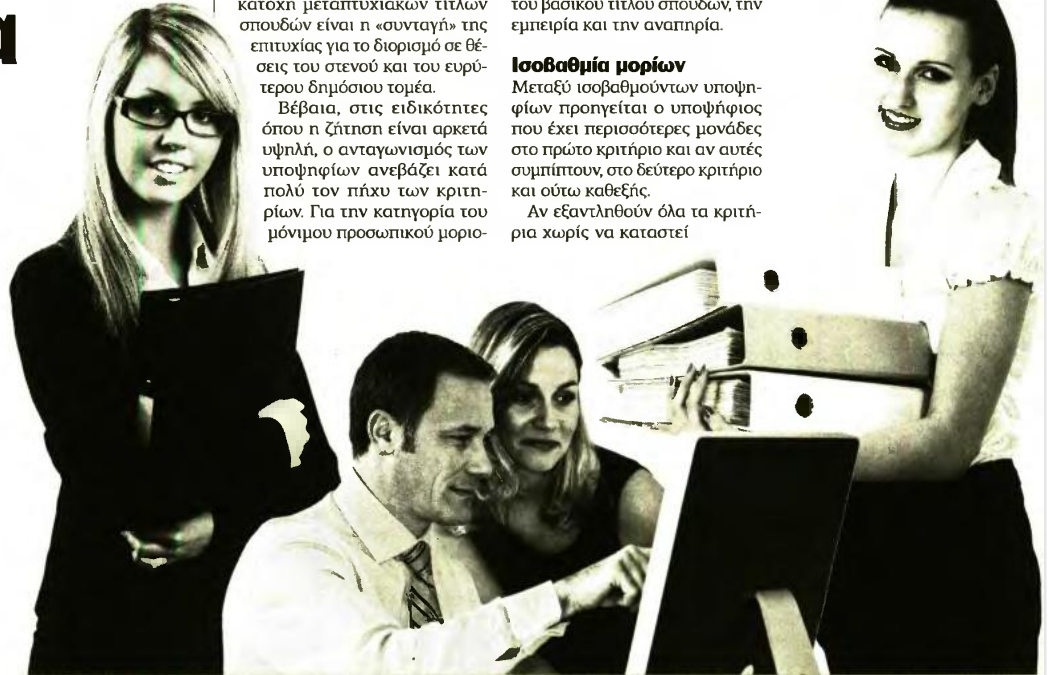 ά
κατοχή μεταπτυχιακών τίτλων
σπουδών είναι η «συνταγή» της
επιτυχίας για το διορισμό σε θέ-
σεις του στενού και του ευρύ-
τερου δημόσιου τομέα.
Βέβαια, στις ειδικότητες
όπου η ζήτηση είναι αρκετά
υψηλή, ο ανταγωνισμός των
υποψηφίων ανεβάζει κατά
πολύ τον πήχυ των κριτη-
ρίων. Για την κατηγορία του
μόνιμου προσωπικού μοριο-
του βασικού τίτλου σπουδών, την
εμπειρία και την αναπηρία.
Ισοβαθμία μορίων
Μεταξύ ισοβαθμούντων υποψη-
φίων προηγείται ο υποψήφιος
που έχει περισσότερες μονάδες
στο πρώτο κριτήριο και αν αυτές
συμπίπτουν, στο δεύτερο κριτήριο
και ούτω καθεξής.
Αν εξαντληθούν όλα τα κριτή-
ρια χωρίς να καταστεί